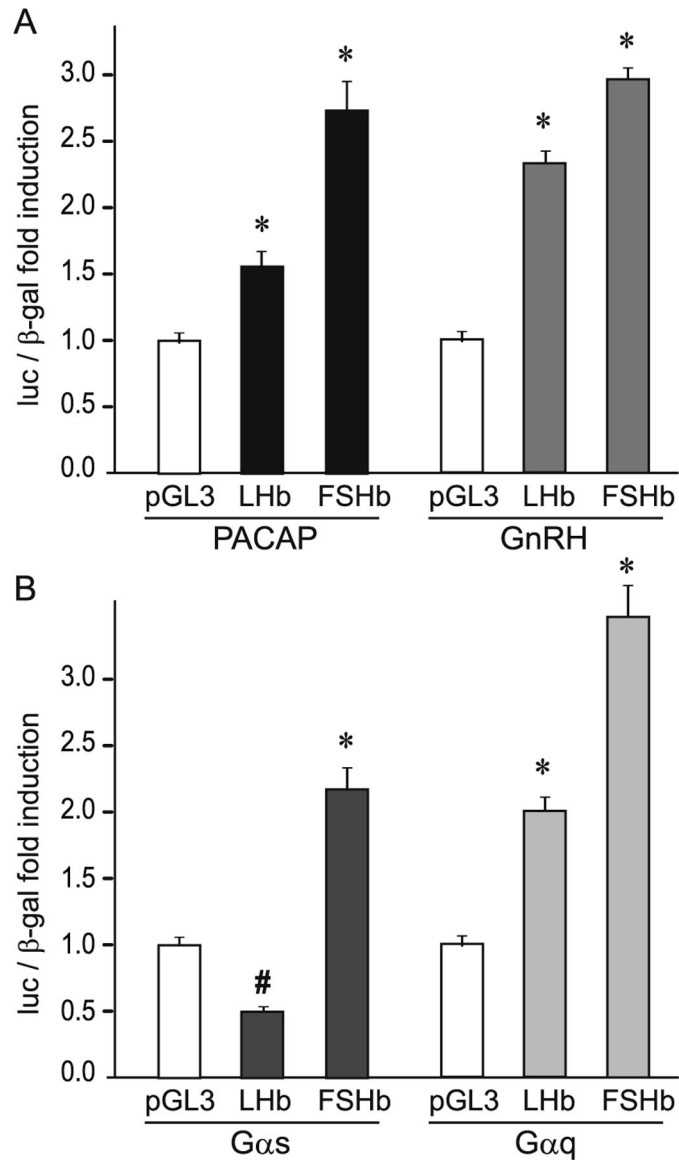 A
luc / β-gal fold induction
3.0
2.5
2.0
1.5
1.0
0.5
0.0
* * * *
pGL3 LHb FSHb pGL3 LHb FSHb
PACAP GnRH
B
luc / β-gal fold induction
3.0
2.5
2.0
1.5
1.0
0.5
0.0
# * * *
pGL3 LHb FSHb pGL3 LHb FSHb
Gαs Gαq